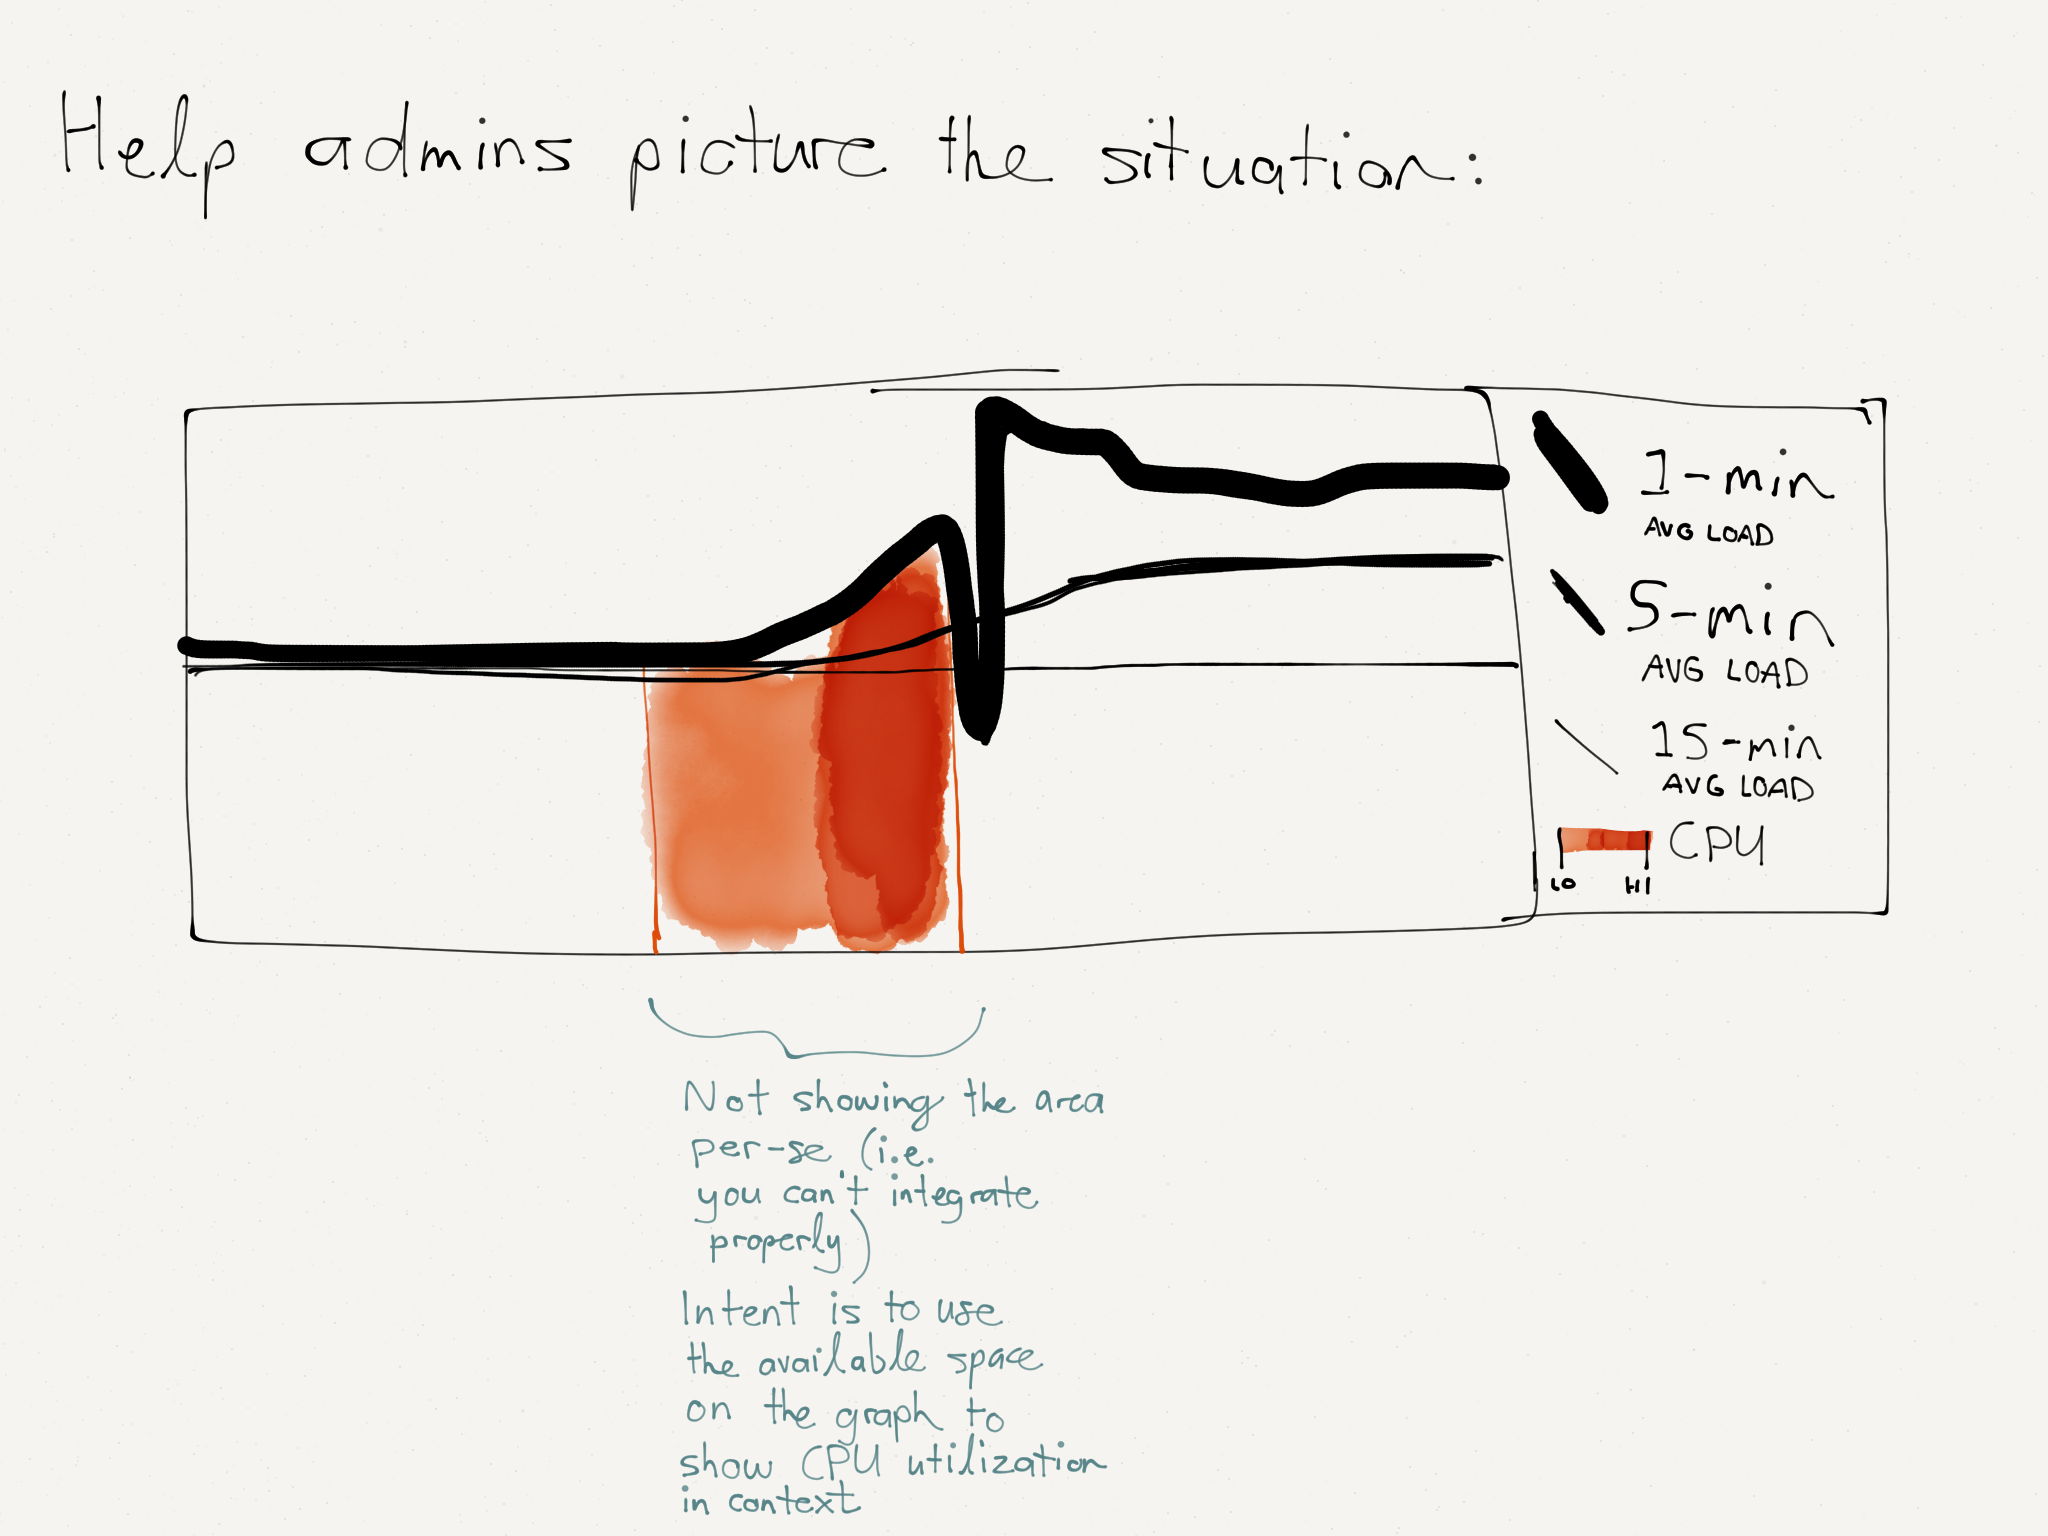 Help admins picture the situation:
1-min
AVG LOAD
5-min
AVG LOAD
15-min
AVG LOAD
CPU
LO HI
Not showing the area
per-se (i.e.
you can't integrate
properly)
Intent is to use
the available space
on the graph to
show CPU utilization
in context